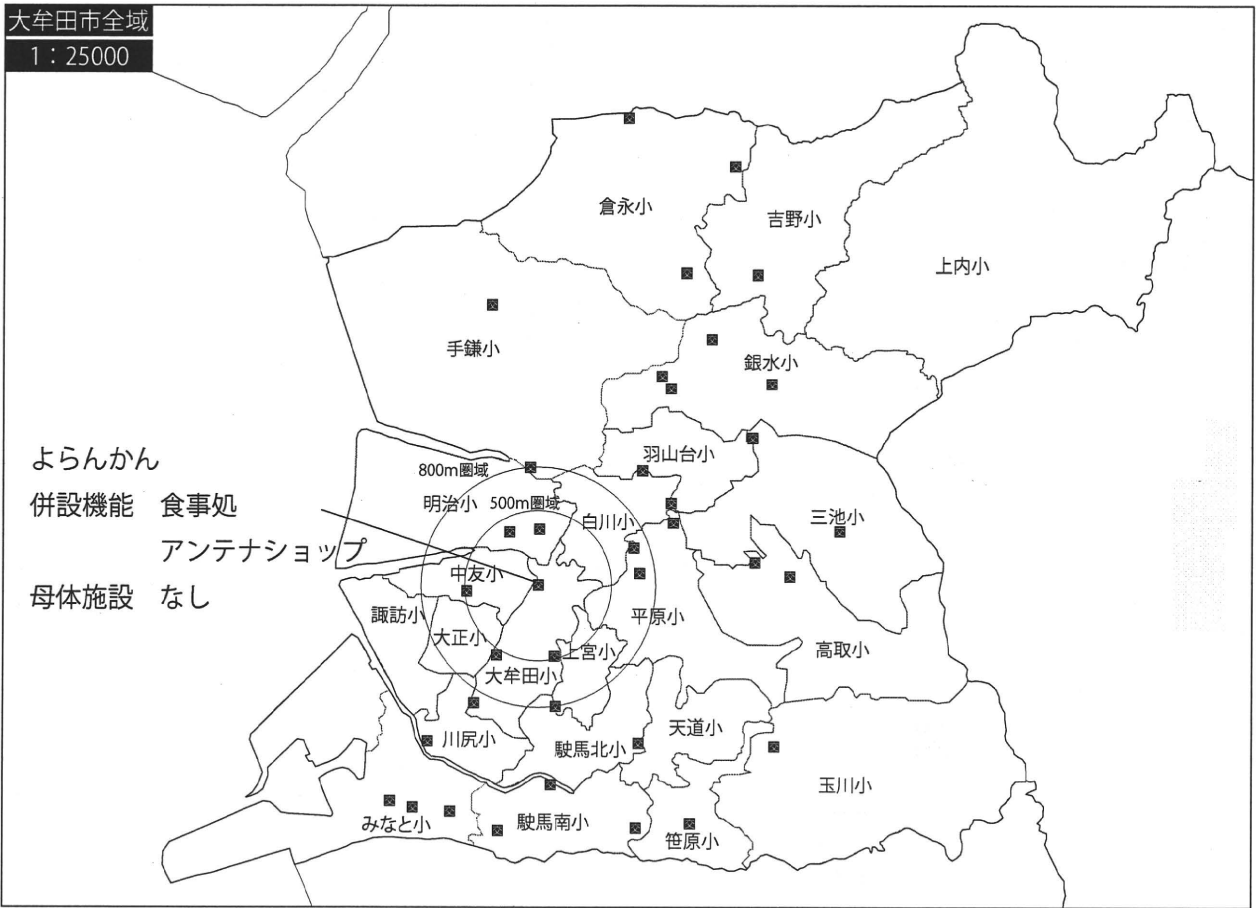 大牟田市全域
1：25000
倉永小
吉野小
上内小
手鎌小
銀水小
羽山台小
よらんかん
併設機能　食事処
アンテナショップ
母体施設　なし
800m圏域
明治小
500m圏域
白川小
三池小
中友小
諏訪小
大正小
平原小
上官小
大牟田小
高取小
天道小
川尻小
駛馬北小
玉川小
みなと小
駛馬南小
笹原小